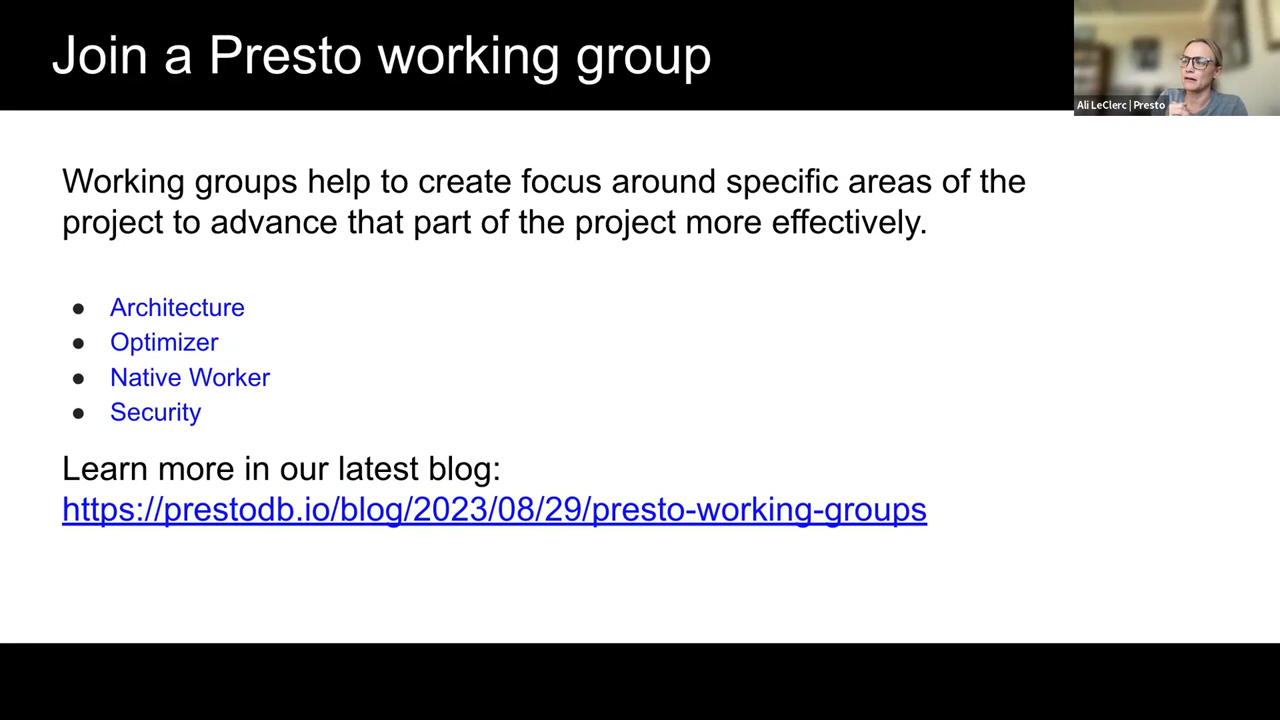 Join a Presto working group
Ali LeClerc | Presto
Working groups help to create focus around specific areas of the
project to advance that part of the project more effectively.
● Architecture
● Optimizer
● Native Worker
● Security
Learn more in our latest blog:
https://prestodb.io/blog/2023/08/29/presto-working-groups